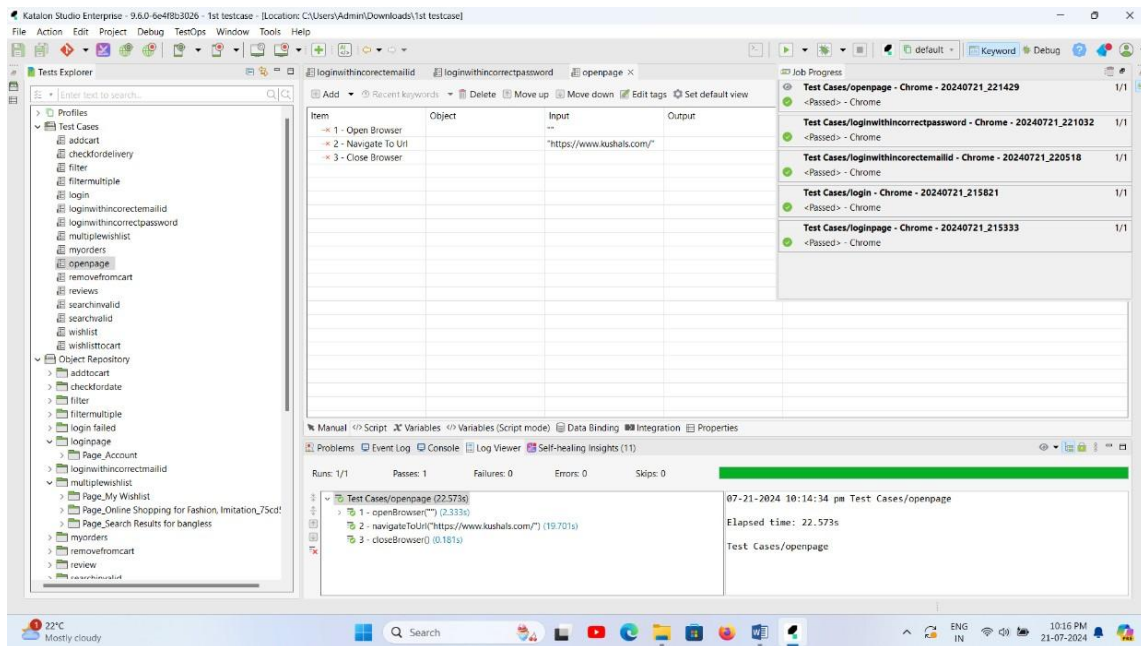 Katalon Studio Enterprise - 9.6.0-6e4f8b3026 - 1st testcase - [Location: C:\Users\Admin\Downloads\1st testcase]
File Action Edit Project Debug TestOps Window Tools Help
default Keyword Debug
Tests Explorer
Enter text to search...
Profiles
Test Cases
addcart
checkfordelivery
filter
filtermultiple
login
loginwithincorectemailid
loginwithincorrectpassword
multiplewishlist
myorders
openpage
removefromcart
reviews
searchinvalid
searchvalid
wishlist
wishlisttocart
Object Repository
addtocart
checkfordate
filter
filtermultiple
login failed
loginpage
Page_Account
loginwithincorrectmailid
multiplewishlist
Page_My Wishlist
Page_Online Shopping for Fashion, Imitation_75cd!
Page_Search Results for bangless
myorders
removefromcart
review
searchinvalid
loginwithincorectemailid loginwithincorrectpassword openpage
Add Recent keywords Delete Move up Move down Edit tags Set default view
Item Object Input Output
1 - Open Browser ""
2 - Navigate To Url "https://www.kushals.com/"
3 - Close Browser
Job Progress
Test Cases/openpage - Chrome - 20240721_221429 1/1
<Passed> - Chrome
Test Cases/loginwithincorrectpassword - Chrome - 20240721_221032 1/1
<Passed> - Chrome
Test Cases/loginwithincorectemailid - Chrome - 20240721_220518 1/1
<Passed> - Chrome
Test Cases/login - Chrome - 20240721_215821 1/1
<Passed> - Chrome
Test Cases/loginpage - Chrome - 20240721_215333 1/1
<Passed> - Chrome
Manual </> Script Variables </> Variables (Script mode) Data Binding Integration Properties
Problems Event Log Console Log Viewer Self-healing Insights (11)
Runs: 1/1 Passes: 1 Failures: 0 Errors: 0 Skips: 0
Test Cases/openpage (22.573s)
1 - openBrowser("") (2.333s)
2 - navigateToUrl("https://www.kushals.com/") (19.701s)
3 - closeBrowser() (0.181s)
07-21-2024 10:14:34 pm Test Cases/openpage
Elapsed time: 22.573s
Test Cases/openpage
22°C
Mostly cloudy
Search
ENG
IN
10:16 PM
21-07-2024